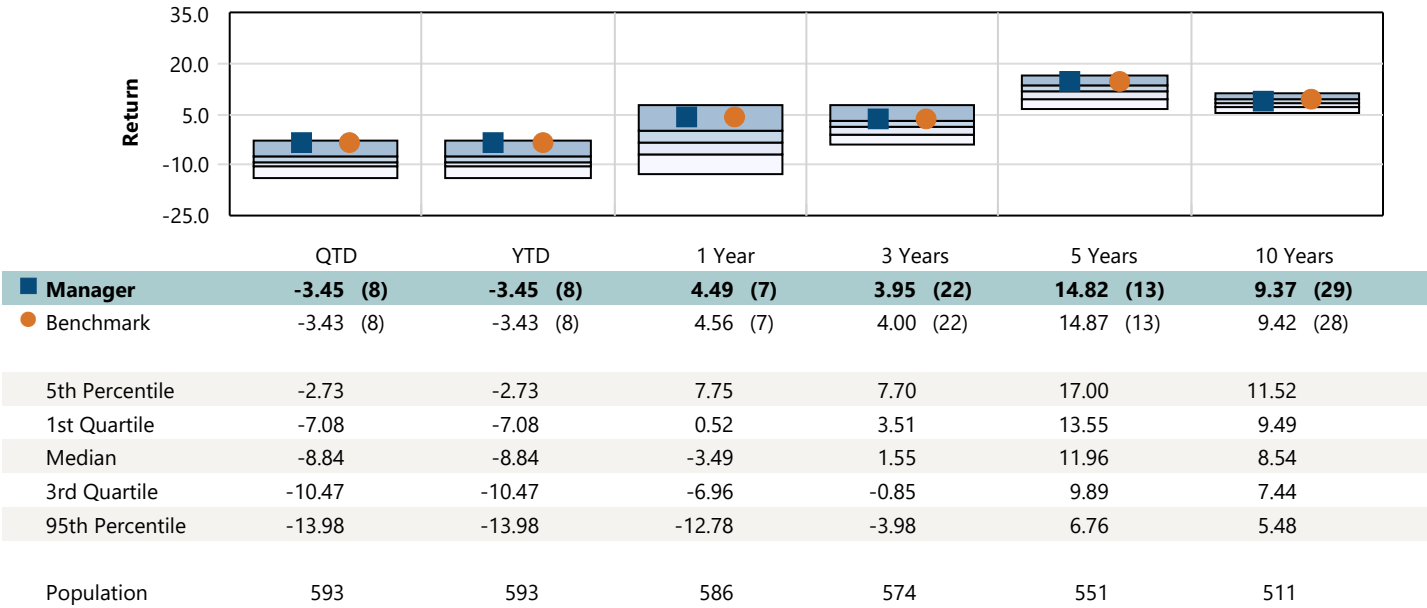 35.0
20.0
5.0
-10.0
-25.0
Return
QTD YTD 1 Year 3 Years 5 Years 10 Years
Manager -3.45 (8) -3.45 (8) 4.49 (7) 3.95 (22) 14.82 (13) 9.37 (29)
Benchmark -3.43 (8) -3.43 (8) 4.56 (7) 4.00 (22) 14.87 (13) 9.42 (28)
5th Percentile -2.73 -2.73 7.75 7.70 17.00 11.52
1st Quartile -7.08 -7.08 0.52 3.51 13.55 9.49
Median -8.84 -8.84 -3.49 1.55 11.96 8.54
3rd Quartile -10.47 -10.47 -6.96 -0.85 9.89 7.44
95th Percentile -13.98 -13.98 -12.78 -3.98 6.76 5.48
Population 593 593 586 574 551 511